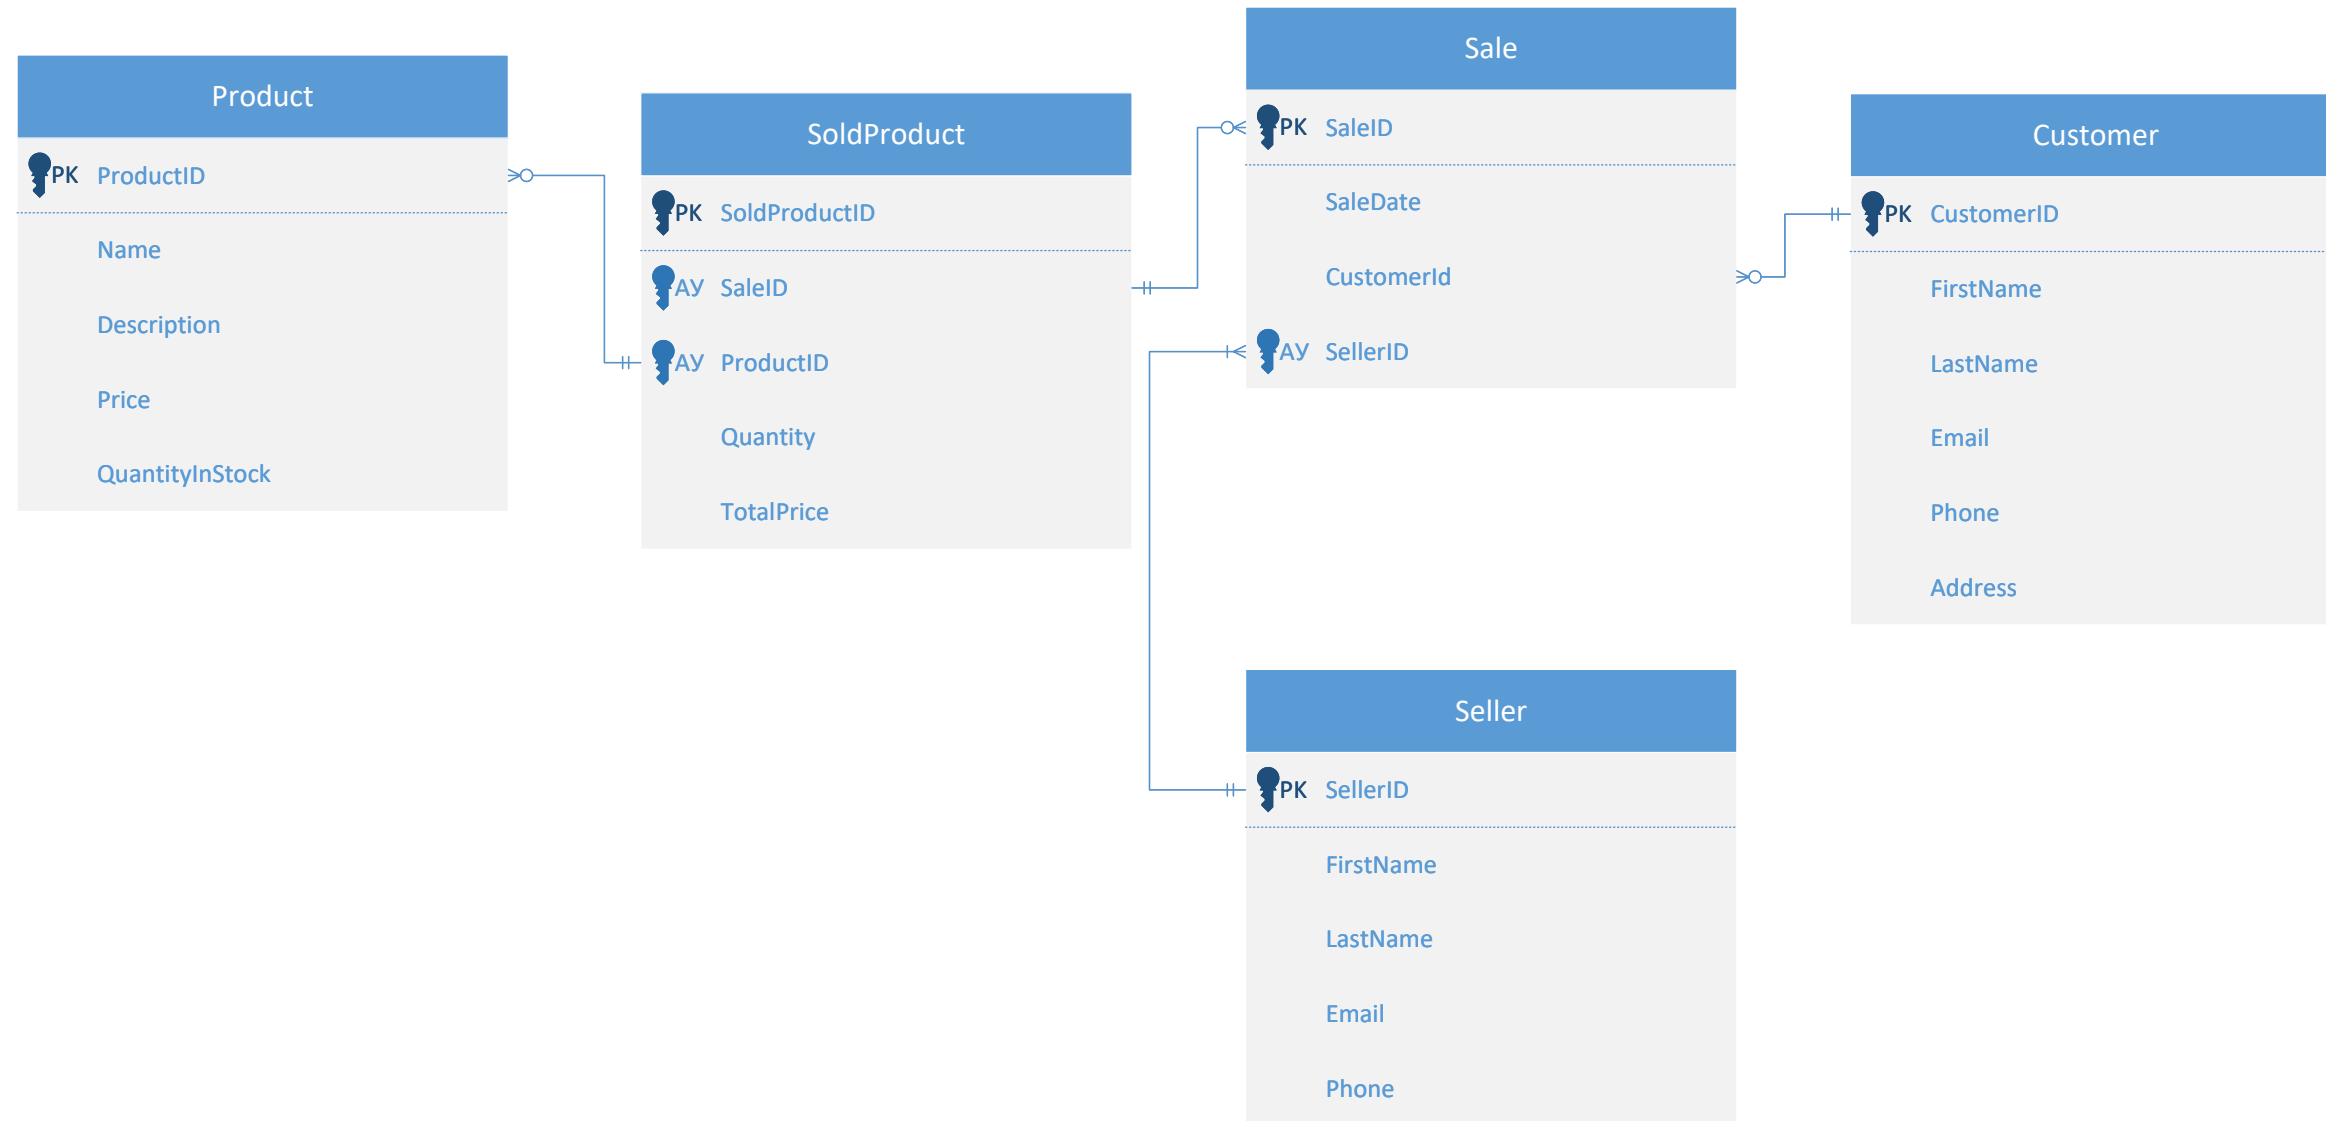 Product
PK ProductID
Name
Description
Price
QuantityInStock
SoldProduct
PK SoldProductID
АУ SaleID
АУ ProductID
Quantity
TotalPrice
Sale
PK SaleID
SaleDate
CustomerId
АУ SellerID
Customer
PK CustomerID
FirstName
LastName
Email
Phone
Address
Seller
PK SellerID
FirstName
LastName
Email
Phone